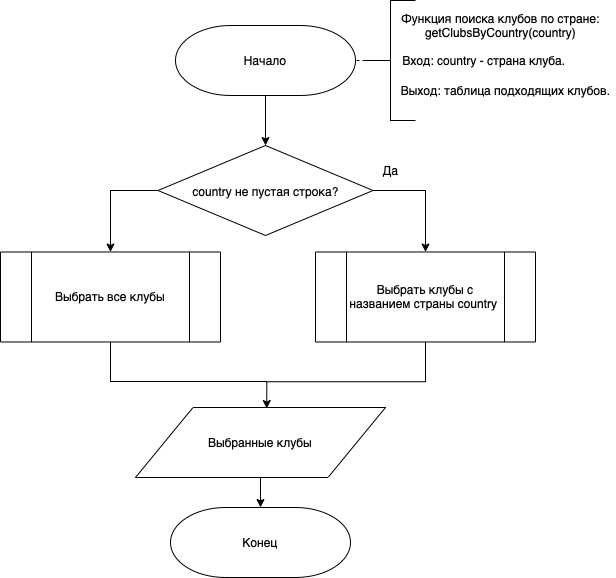 Функция поиска клубов по стране:
getClubsByCountry(country)
Вход: country - страна клуба.
Выход: таблица подходящих клубов.
Начало
country не пустая строка?
Да
Выбрать все клубы
Выбрать клубы с
названием страны country
Выбранные клубы
Конец